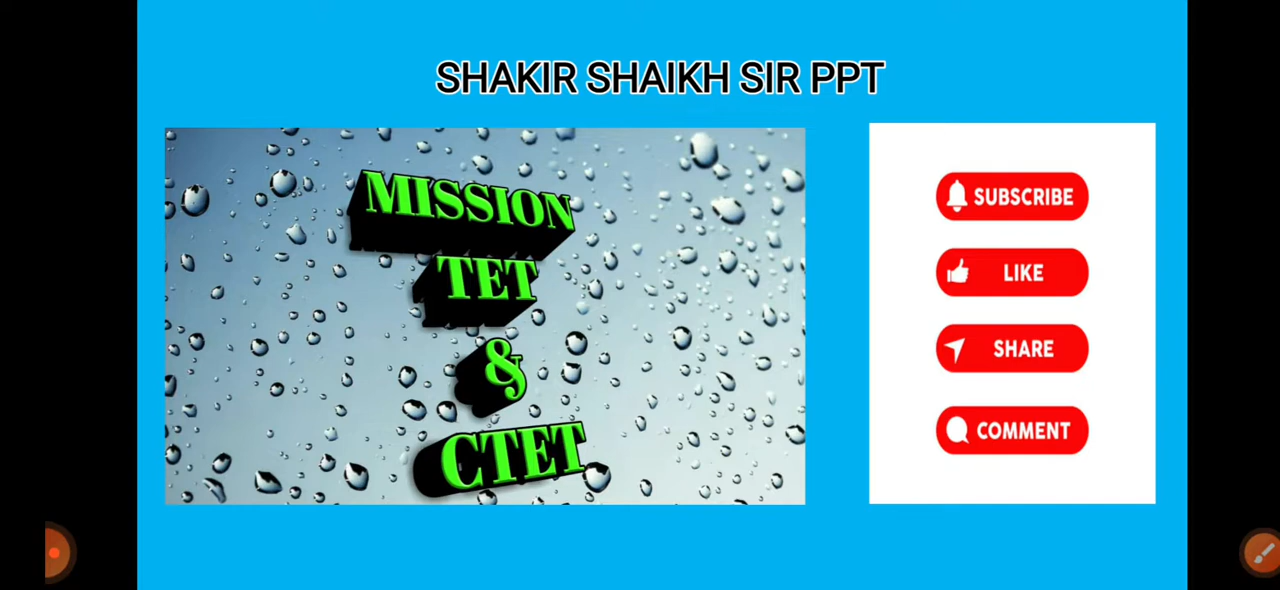 SHAKIR SHAIKH SIR PPT
MISSION
TET
&
CTET
SUBSCRIBE
LIKE
SHARE
COMMENT